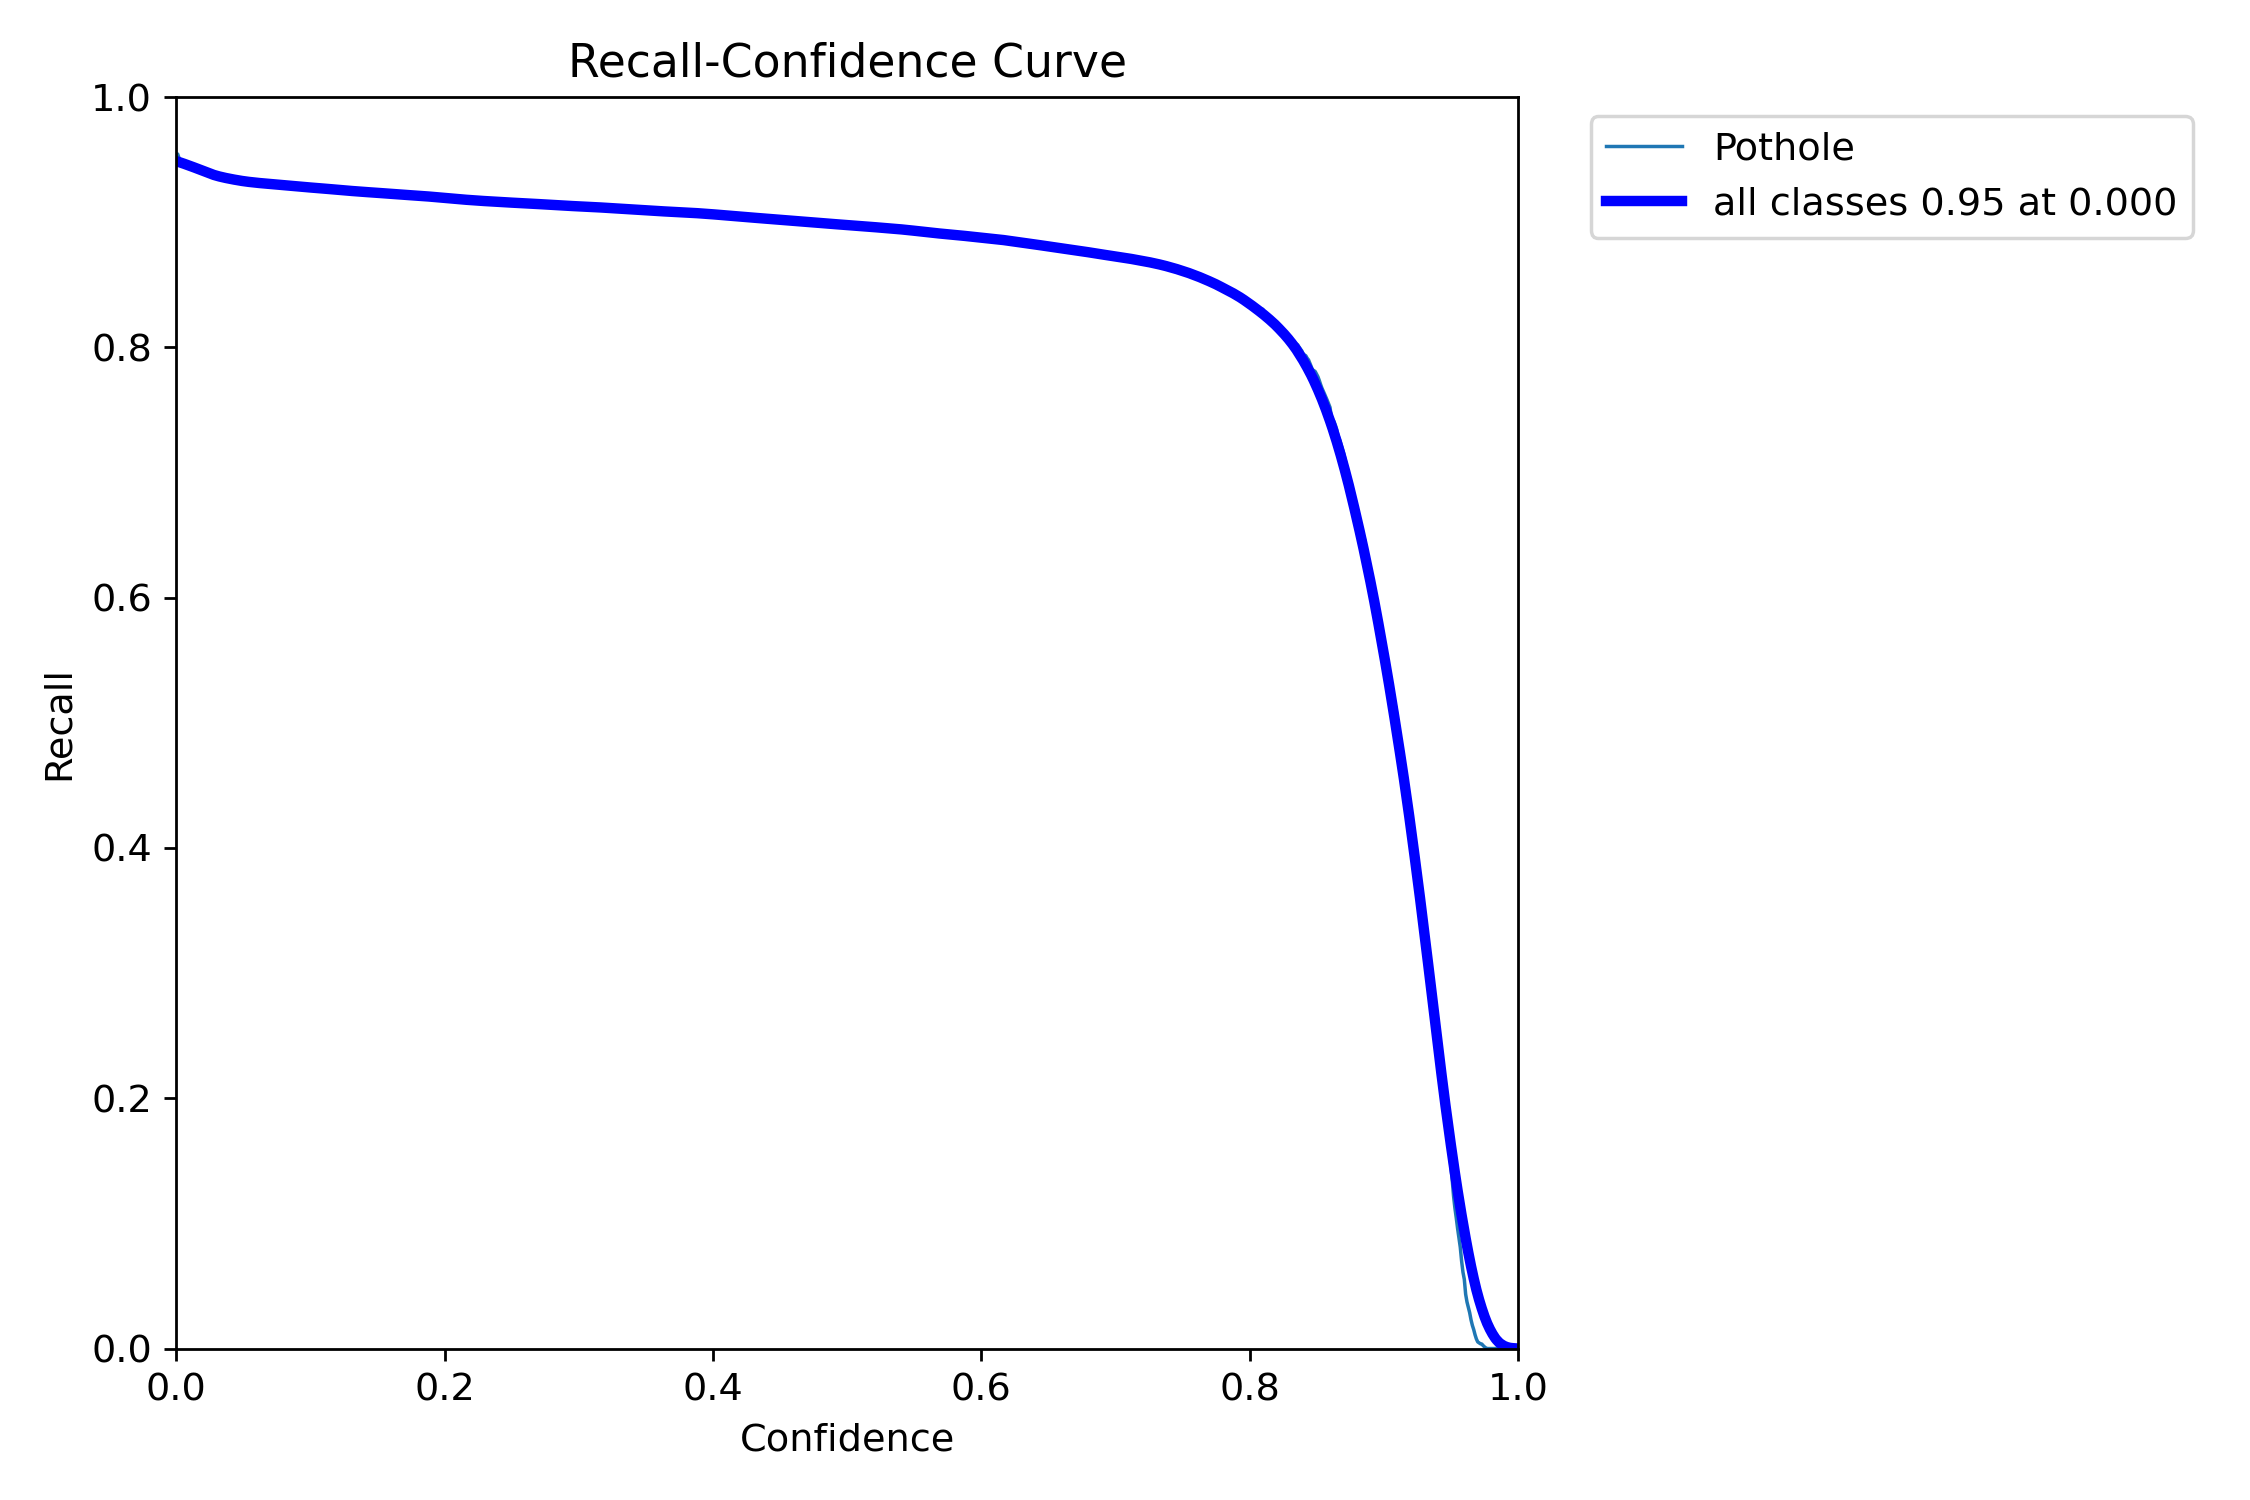 Recall-Confidence Curve
1.0
0.8
0.6
0.4
0.2
0.0
Recall
0.0 0.2 0.4 0.6 0.8 1.0
Confidence
Pothole
all classes 0.95 at 0.000